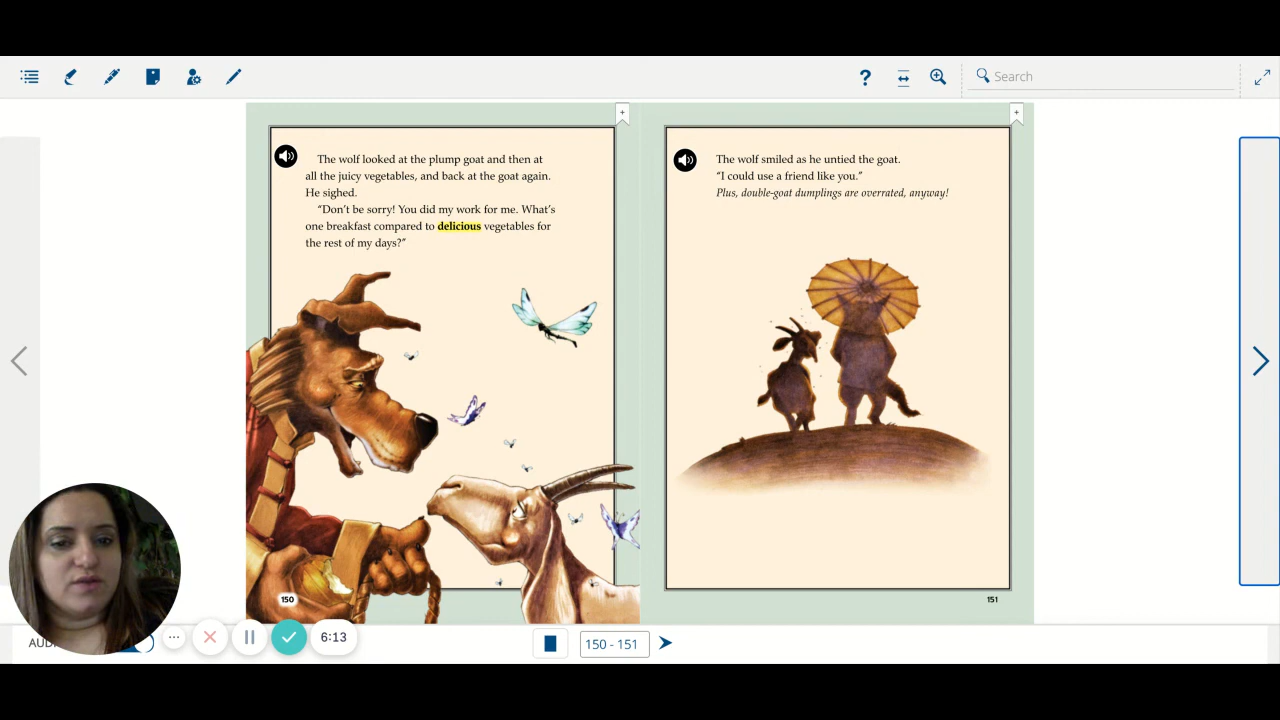 Search
The wolf looked at the plump goat and then at
all the juicy vegetables, and back at the goat again.
He sighed.
“Don’t be sorry! You did my work for me. What’s
one breakfast compared to delicious vegetables for
the rest of my days?”
150
The wolf smiled as he untied the goat.
“I could use a friend like you.”
Plus, double-goat dumplings are overrated, anyway!
151
6:13
150 - 151